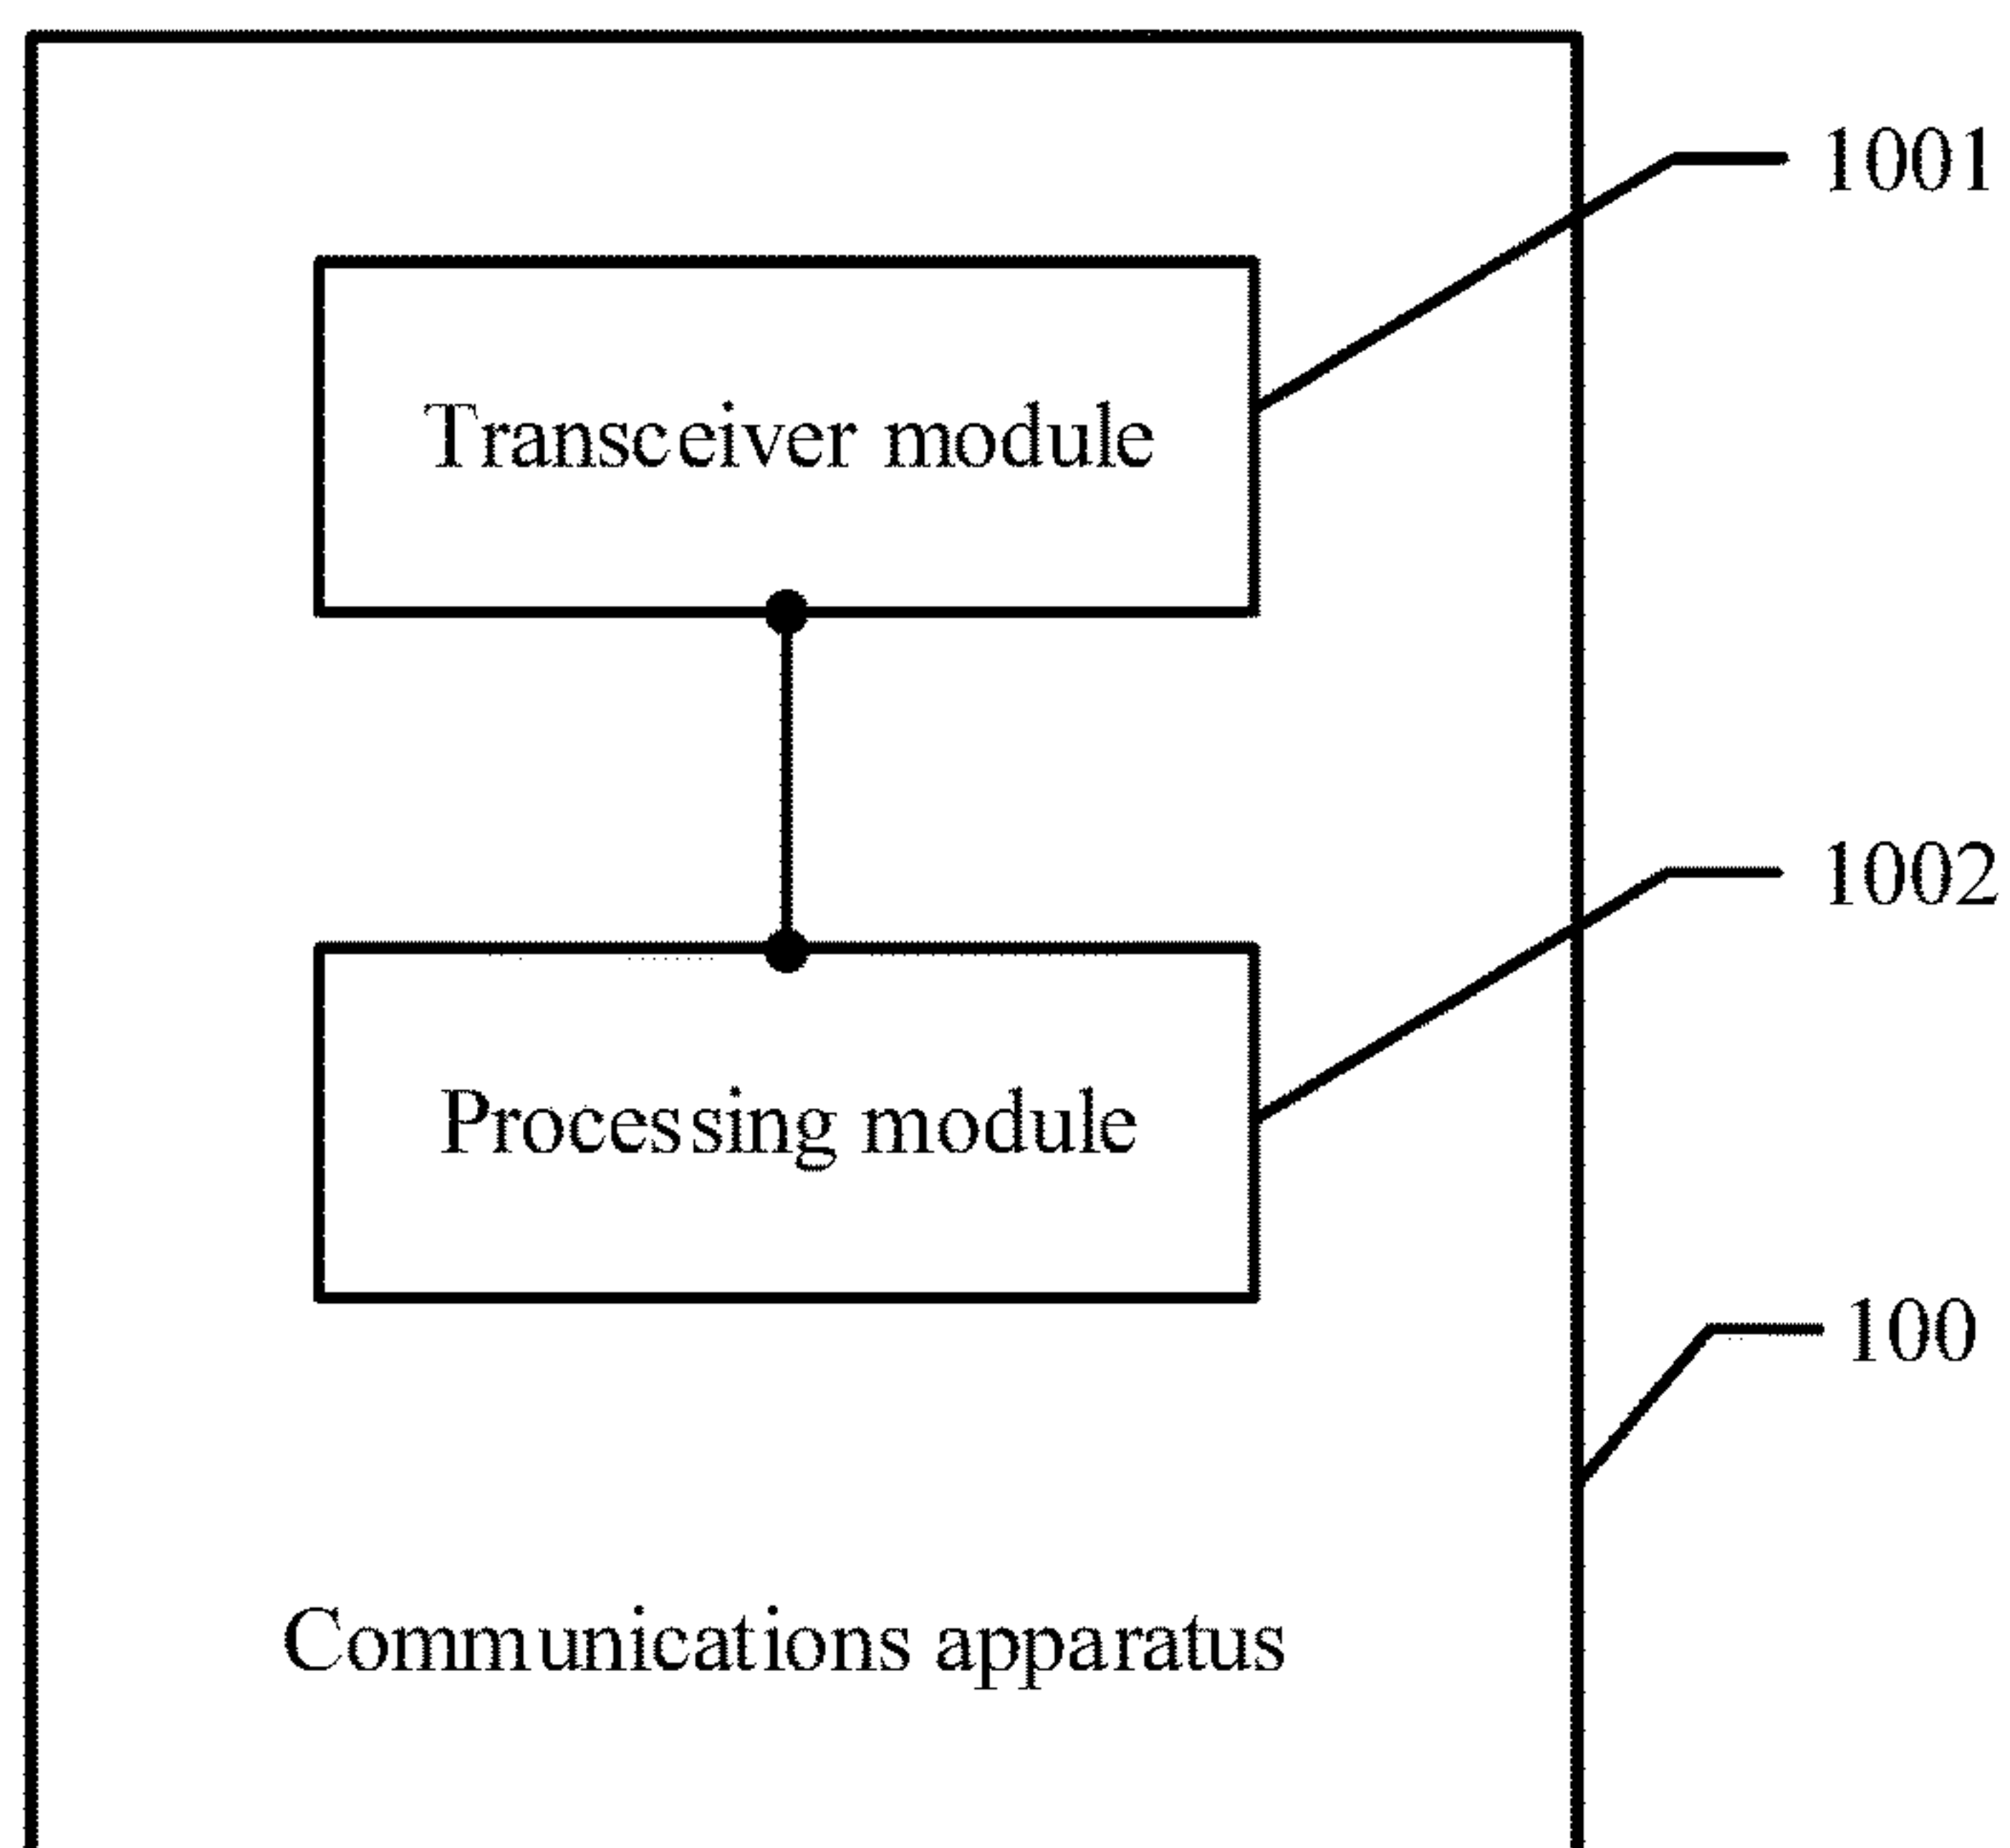 1001
Transceiver module
1002
Processing module
100
Communications apparatus